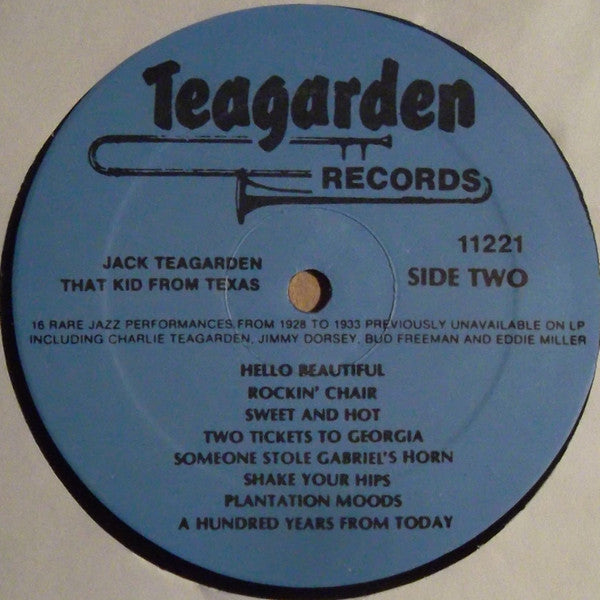 Teagarden
RECORDS
11221
JACK TEAGARDEN
THAT KID FROM TEXAS
SIDE TWO
16 RARE JAZZ PERFORMANCES FROM 1928 TO 1933 PREVIOUSLY UNAVAILABLE ON LP
INCLUDING CHARLIE TEAGARDEN, JIMMY DORSEY, BUD FREEMAN AND EDDIE MILLER
HELLO BEAUTIFUL
ROCKIN' CHAIR
SWEET AND HOT
TWO TICKETS TO GEORGIA
SOMEONE STOLE GABRIEL'S HORN
SHAKE YOUR HIPS
PLANTATION MOODS
A HUNDRED YEARS FROM TODAY